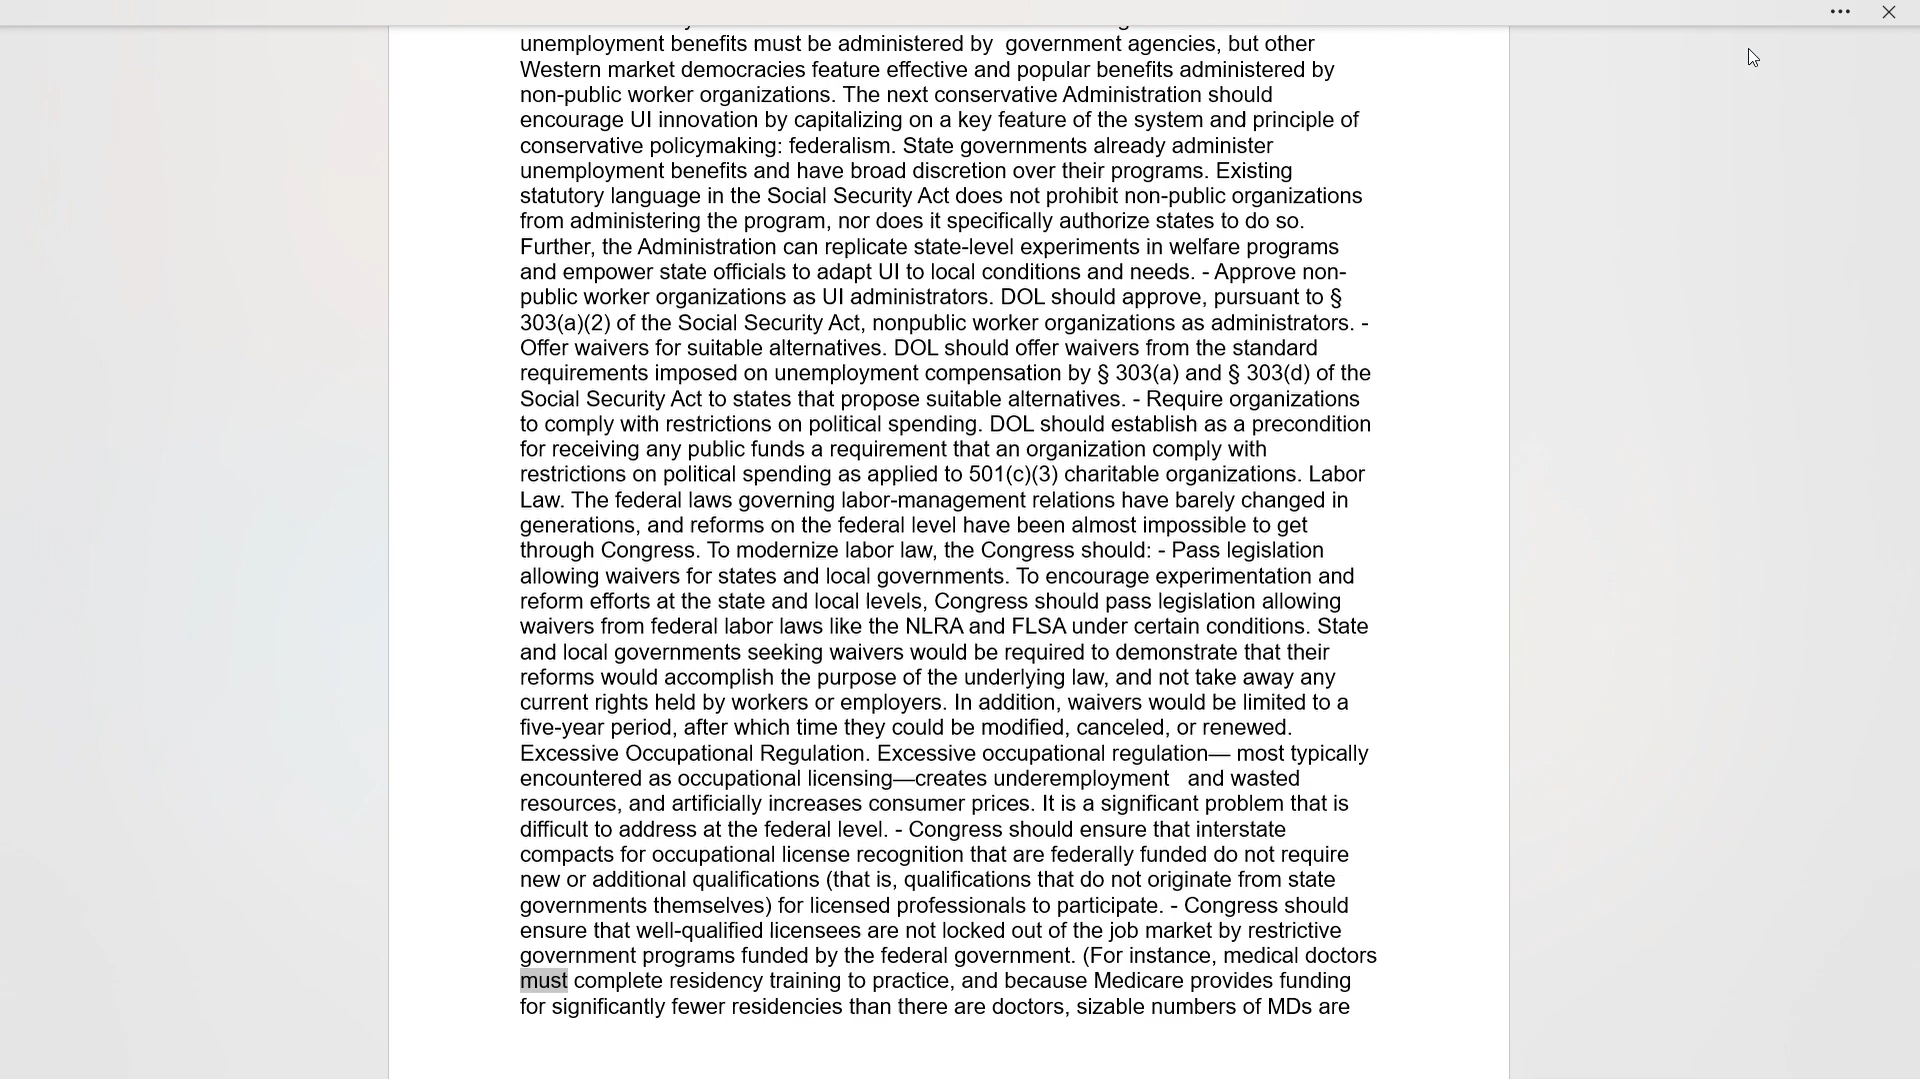 unemployment benefits must be administered by  government agencies, but other
Western market democracies feature effective and popular benefits administered by
non-public worker organizations. The next conservative Administration should
encourage UI innovation by capitalizing on a key feature of the system and principle of
conservative policymaking: federalism. State governments already administer
unemployment benefits and have broad discretion over their programs. Existing
statutory language in the Social Security Act does not prohibit non-public organizations
from administering the program, nor does it specifically authorize states to do so.
Further, the Administration can replicate state-level experiments in welfare programs
and empower state officials to adapt UI to local conditions and needs. - Approve non-
public worker organizations as UI administrators. DOL should approve, pursuant to §
303(a)(2) of the Social Security Act, nonpublic worker organizations as administrators. -
Offer waivers for suitable alternatives. DOL should offer waivers from the standard
requirements imposed on unemployment compensation by § 303(a) and § 303(d) of the
Social Security Act to states that propose suitable alternatives. - Require organizations
to comply with restrictions on political spending. DOL should establish as a precondition
for receiving any public funds a requirement that an organization comply with
restrictions on political spending as applied to 501(c)(3) charitable organizations. Labor
Law. The federal laws governing labor-management relations have barely changed in
generations, and reforms on the federal level have been almost impossible to get
through Congress. To modernize labor law, the Congress should: - Pass legislation
allowing waivers for states and local governments. To encourage experimentation and
reform efforts at the state and local levels, Congress should pass legislation allowing
waivers from federal labor laws like the NLRA and FLSA under certain conditions. State
and local governments seeking waivers would be required to demonstrate that their
reforms would accomplish the purpose of the underlying law, and not take away any
current rights held by workers or employers. In addition, waivers would be limited to a
five-year period, after which time they could be modified, canceled, or renewed.
Excessive Occupational Regulation. Excessive occupational regulation— most typically
encountered as occupational licensing—creates underemployment   and wasted
resources, and artificially increases consumer prices. It is a significant problem that is
difficult to address at the federal level. - Congress should ensure that interstate
compacts for occupational license recognition that are federally funded do not require
new or additional qualifications (that is, qualifications that do not originate from state
governments themselves) for licensed professionals to participate. - Congress should
ensure that well-qualified licensees are not locked out of the job market by restrictive
government programs funded by the federal government. (For instance, medical doctors
must complete residency training to practice, and because Medicare provides funding
for significantly fewer residencies than there are doctors, sizable numbers of MDs are